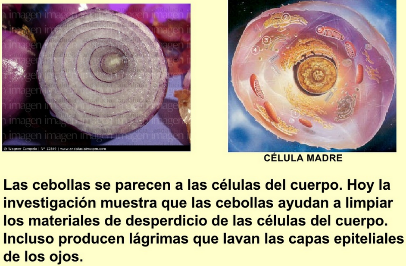 CÉLULA MADRE
Las cebollas se parecen a las células del cuerpo. Hoy la
investigación muestra que las cebollas ayudan a limpiar
los materiales de desperdicio de las células del cuerpo.
Incluso producen lágrimas que lavan las capas epiteliales
de los ojos.